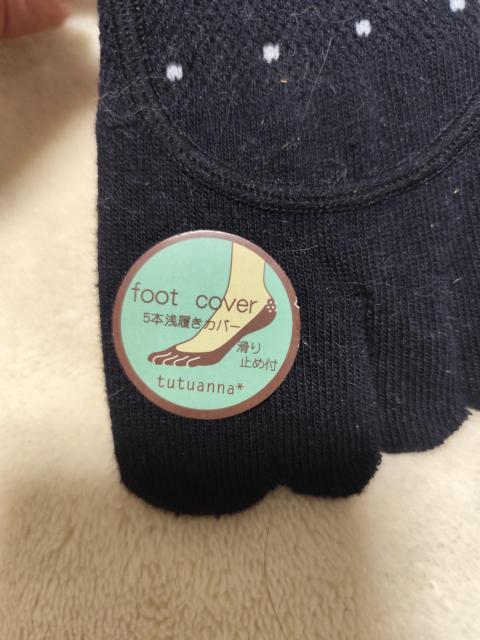 foot cover
5本浅履きカバー
滑り
止め付
tutuanna*